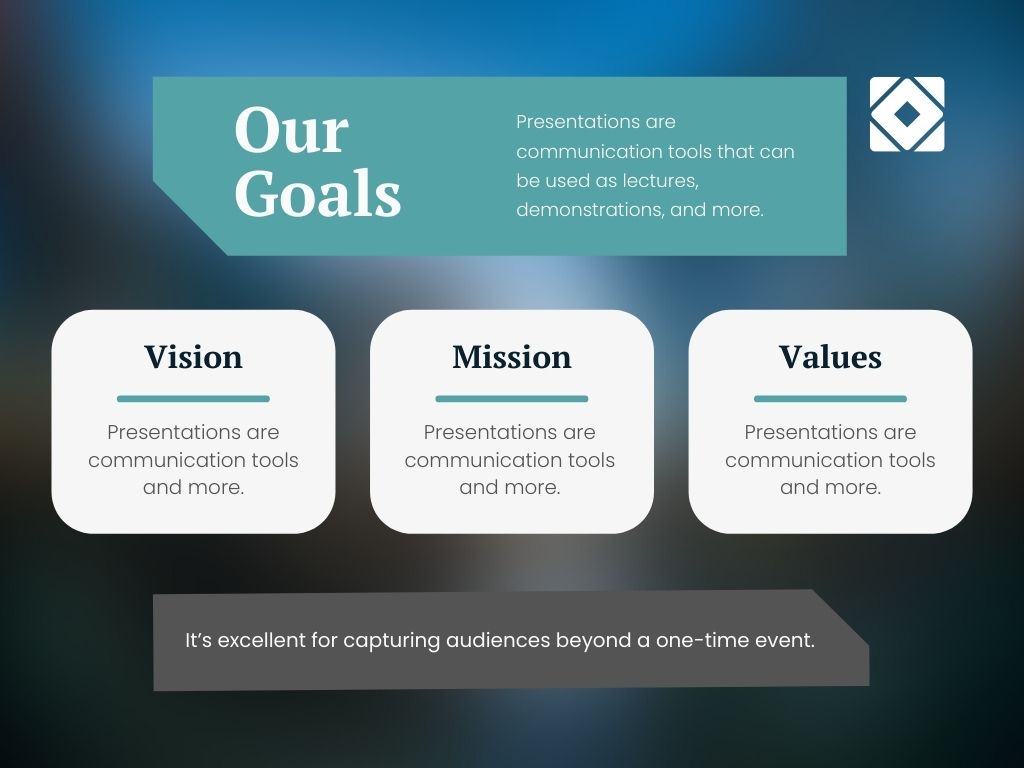 Our
Goals
Presentations are
communication tools that can
be used as lectures,
demonstrations, and more.
Vision
Presentations are
communication tools
and more.
Mission
Presentations are
communication tools
and more.
Values
Presentations are
communication tools
and more.
It’s excellent for capturing audiences beyond a one-time event.